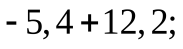 - 5, 4 + 12, 2;